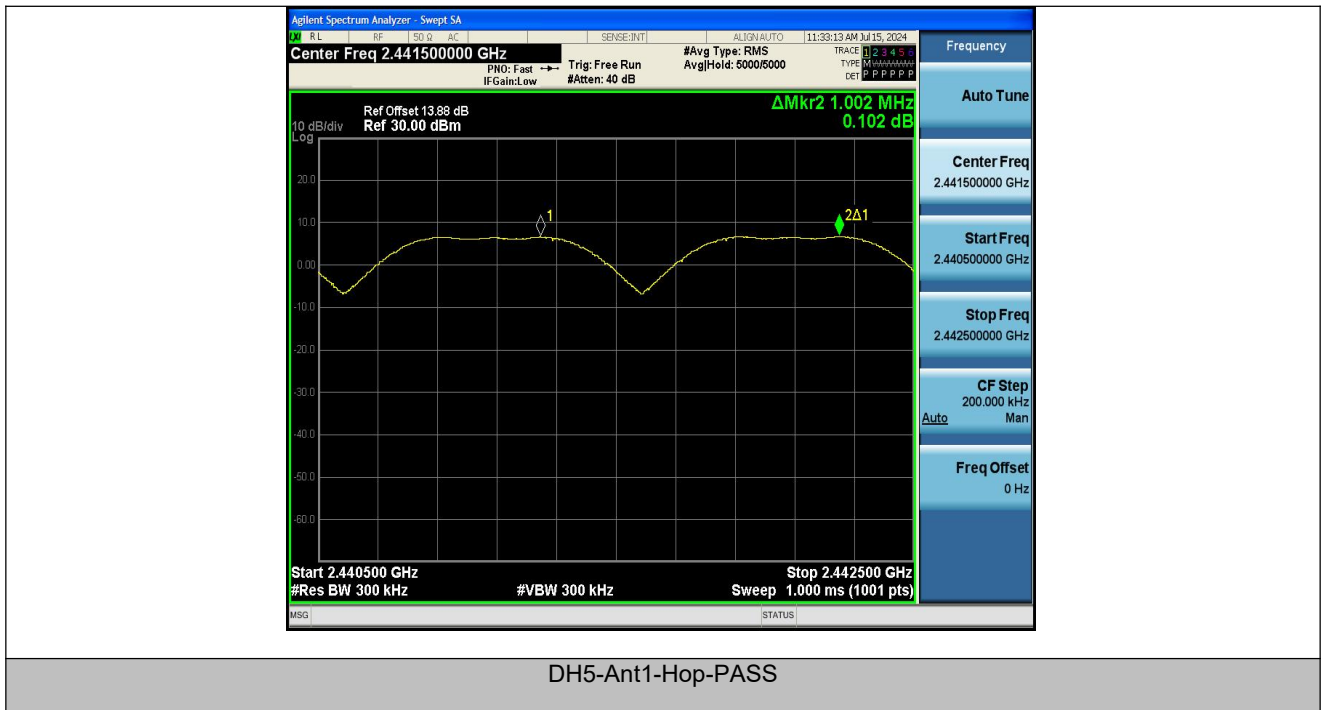 Agilent Spectrum Analyzer - Swept SA
LXI RL RF 50 Ω AC SENSE:INT ALIGNAUTO 11:33:13 AM Jul 15, 2024
Center Freq 2.441500000 GHz
PNO: Fast
IFGain:Low
Trig: Free Run
#Atten: 40 dB
#Avg Type: RMS
Avg|Hold: 5000/5000
TRACE 1 2 3 4 5 6
TYPE M
DET P P P P P P
Ref Offset 13.88 dB
10 dB/div Ref 30.00 dBm
Log
ΔMkr2 1.002 MHz
0.102 dB
20.0
10.0
0.00
-10.0
-20.0
-30.0
-40.0
-50.0
-60.0
1
2Δ1
Start 2.440500 GHz Stop 2.442500 GHz
#Res BW 300 kHz #VBW 300 kHz Sweep 1.000 ms (1001 pts)
MSG STATUS
Frequency
Auto Tune
Center Freq
2.441500000 GHz
Start Freq
2.440500000 GHz
Stop Freq
2.442500000 GHz
CF Step
200.000 kHz
Auto Man
Freq Offset
0 Hz
DH5-Ant1-Hop-PASS